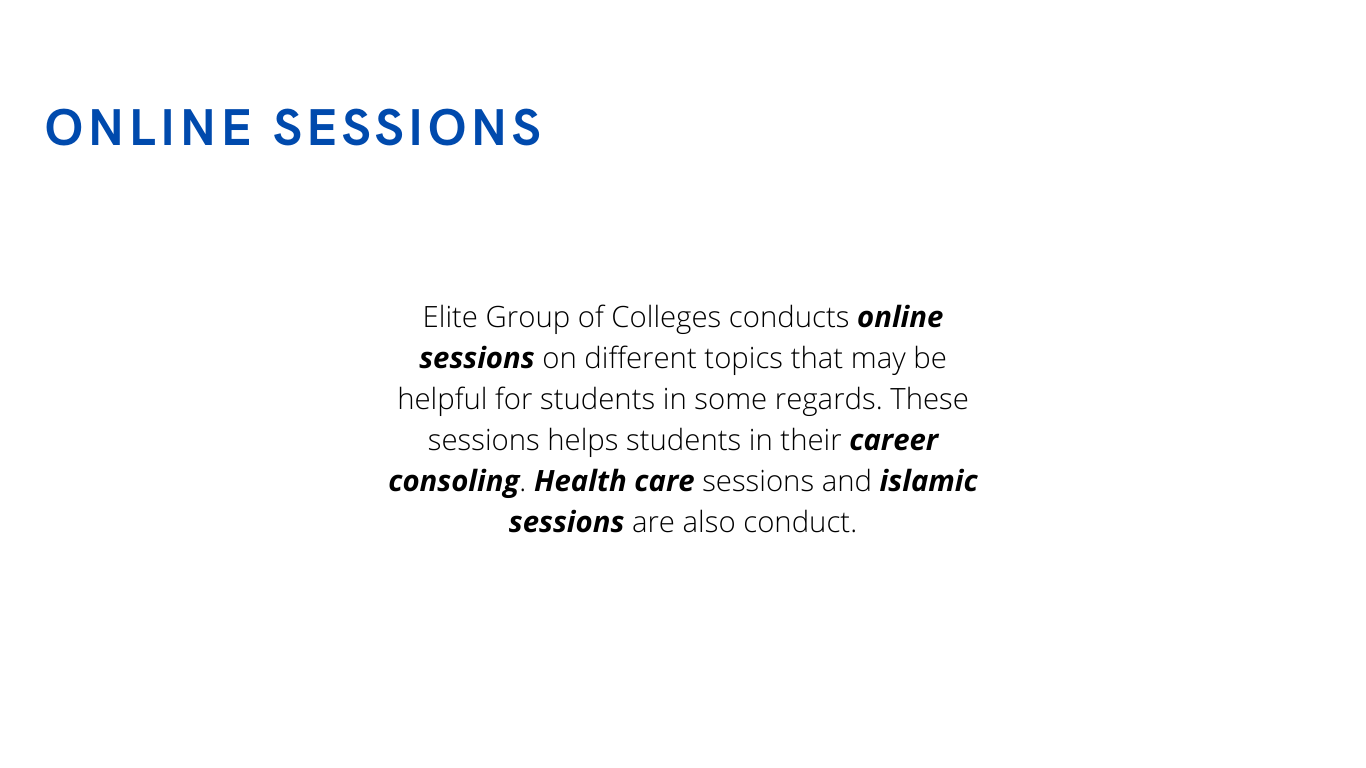 ONLINE SESSIONS
Elite Group of Colleges conducts online
sessions on different topics that may be
helpful for students in some regards. These
sessions helps students in their career
consoling. Health care sessions and islamic
sessions are also conduct.